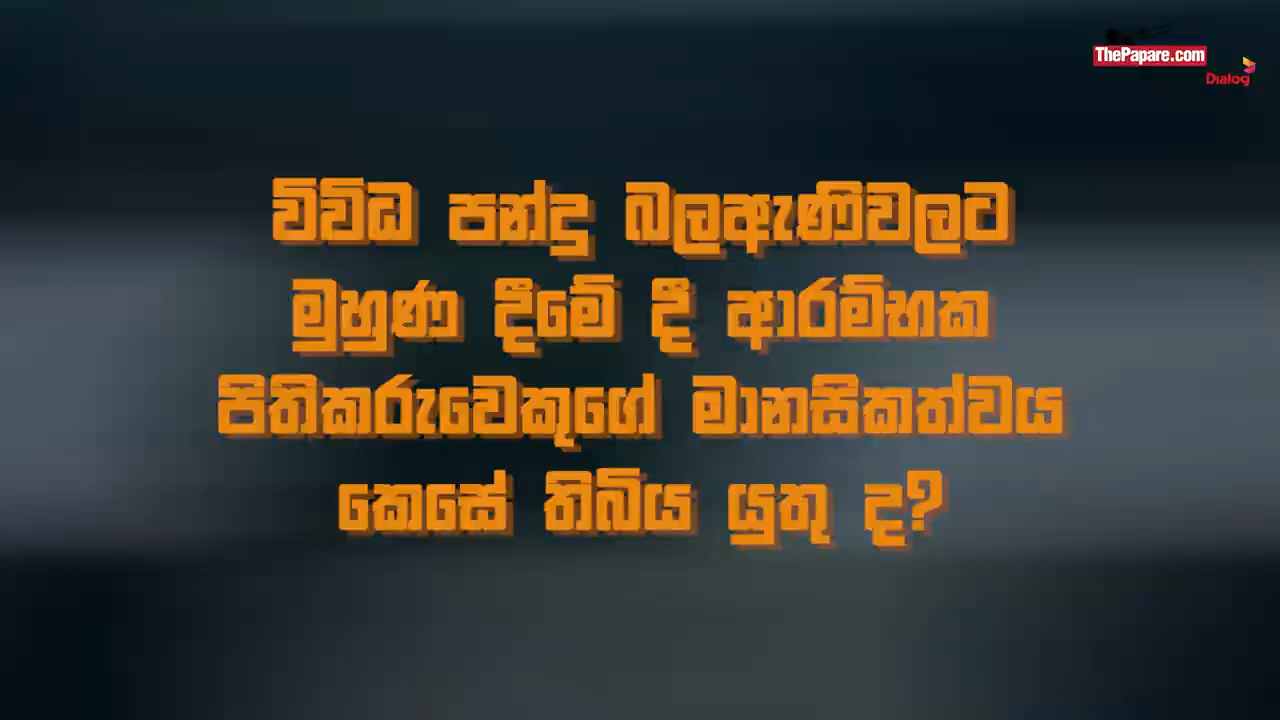 ThePapare.com
Dialog
විවිධ පන්දු බලඇණිවලට
මුහුණ දීමේ දී ආරම්භක
පිතිකරුවෙකුගේ මානසිකත්වය
කෙසේ තිබිය යුතු ද?